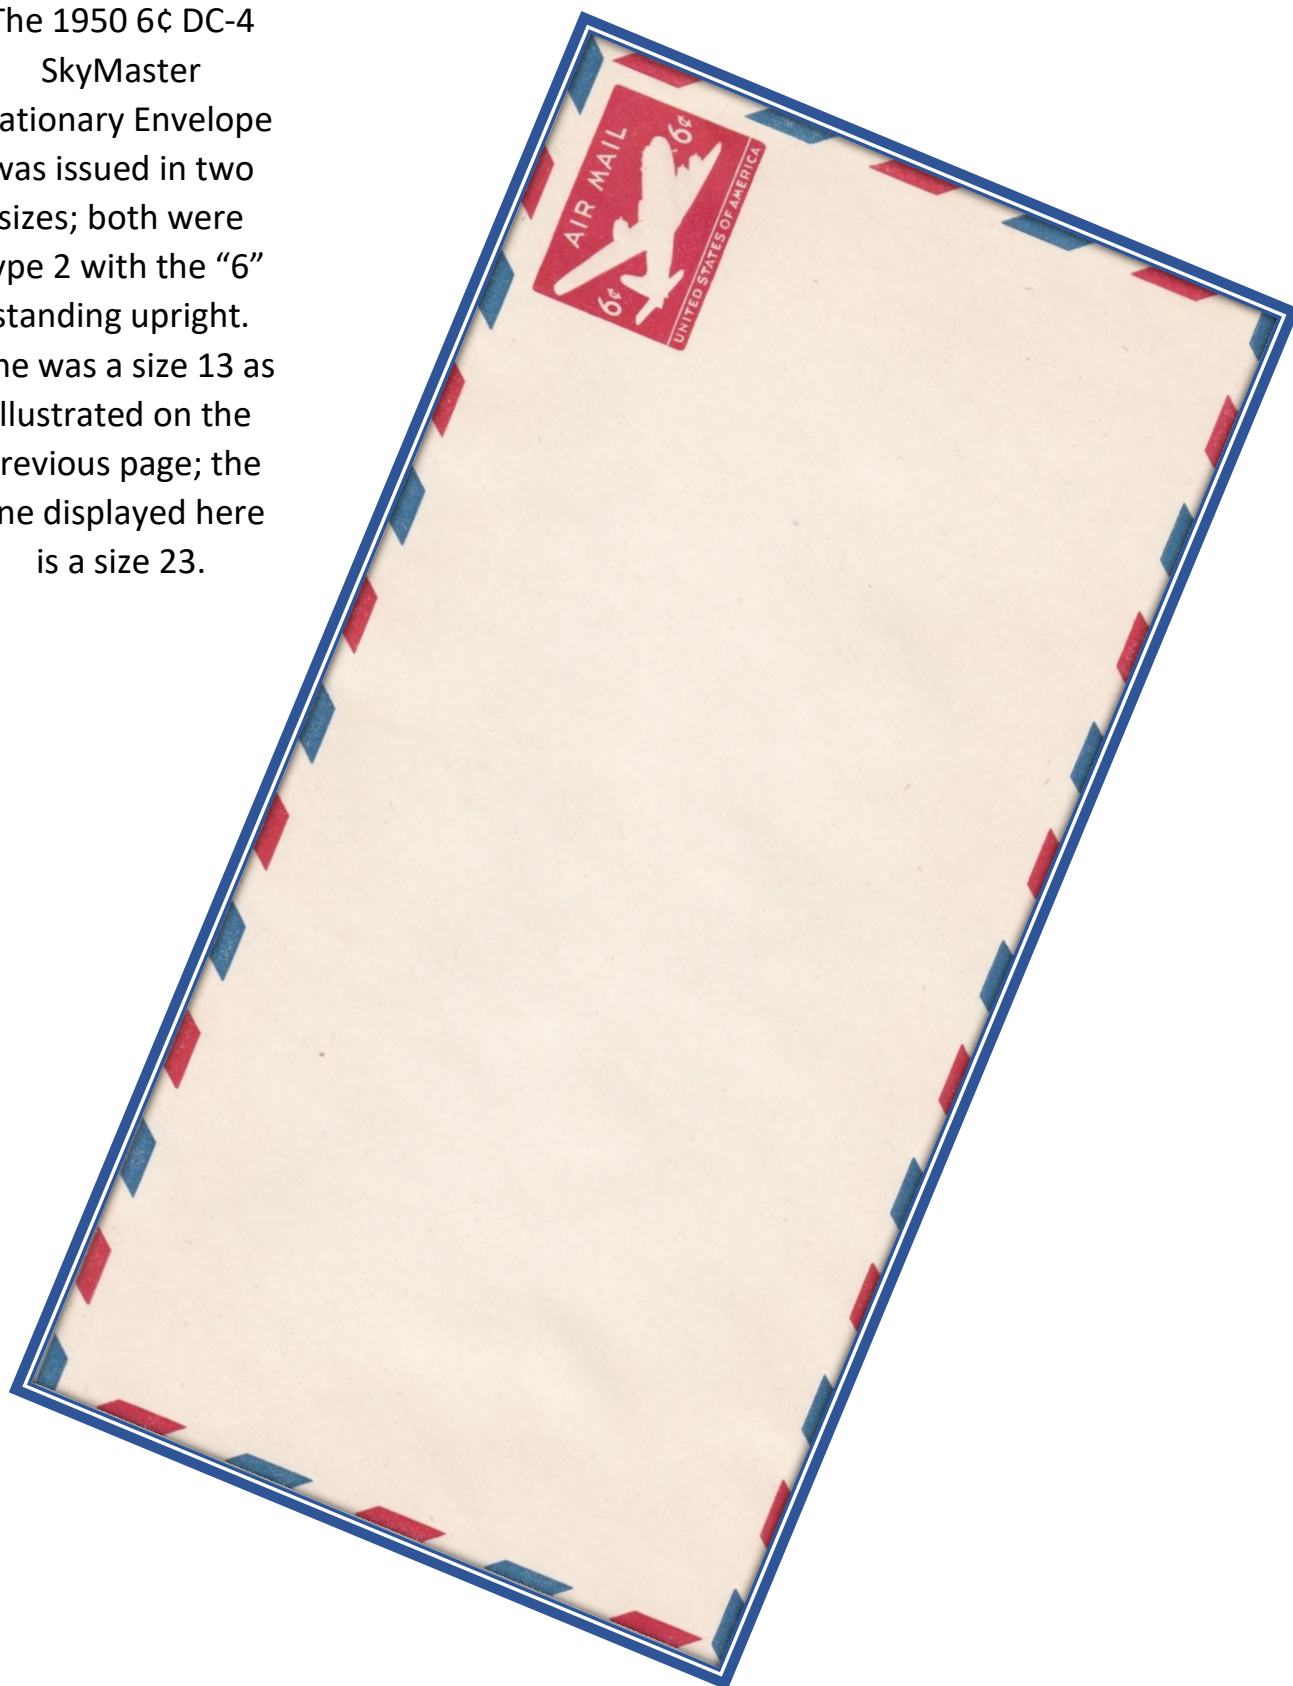 The 1950 6¢ DC-4
SkyMaster
ationary Envelope
was issued in two
sizes; both were
ype 2 with the “6”
standing upright.
ne was a size 13 as
llustrated on the
revious page; the
ne displayed here
is a size 23.
AIR MAIL
6¢
6¢
UNITED STATES OF AMERICA